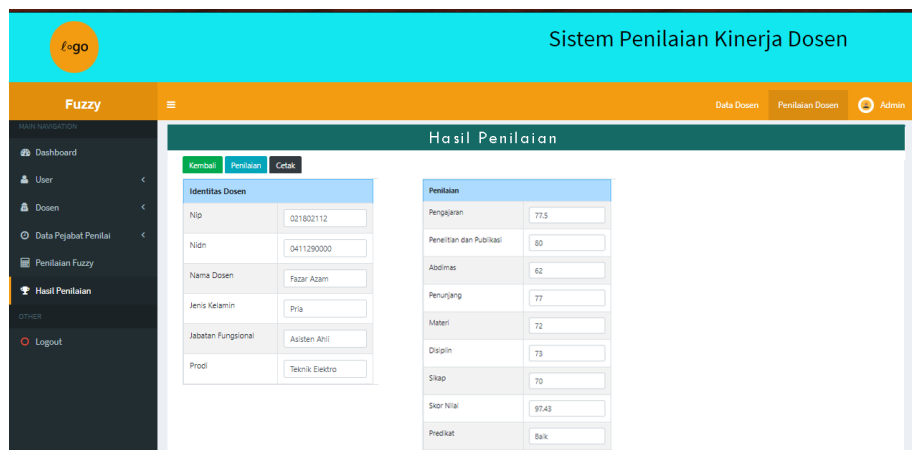 logo
Sistem Penilaian Kinerja Dosen
Fuzzy
Data Dosen
Penilaian Dosen
Admin
MAIN NAVIGATION
Dashboard
User
Dosen
Data Pejabat Penilai
Penilaian Fuzzy
Hasil Penilaian
OTHER
Logout
Hasil Penilaian
Kembali
Penilaian
Cetak
Identitas Dosen
Nip 021802112
Nidn 0411290000
Nama Dosen Fazar Azam
Jenis Kelamin Pria
Jabatan Fungsional Asisten Ahli
Prodi Teknik Elektro
Penilaian
Pengajaran 77.5
Penelitian dan Publikasi 80
Abdimas 62
Penunjang 77
Materi 72
Disiplin 73
Sikap 70
Skor Nilai 97.43
Predikat Baik